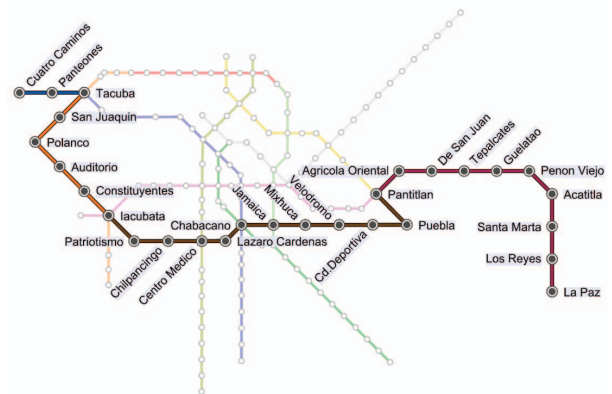 Cuatro Caminos
Panteones
Tacuba
San Juaquin
Polanco
Auditorio
Constituyentes
Iacubata
Patriotismo
Chilpancingo
Centro Medico
Lazaro Cardenas
Chabacano
Jamaica
Mixhuca
Velodromo
Cd.Deportiva
Puebla
Pantitlan
Agricola Oriental
De San Juan
Tepalcates
Guelatao
Penon Viejo
Acatitla
Santa Marta
Los Reyes
La Paz